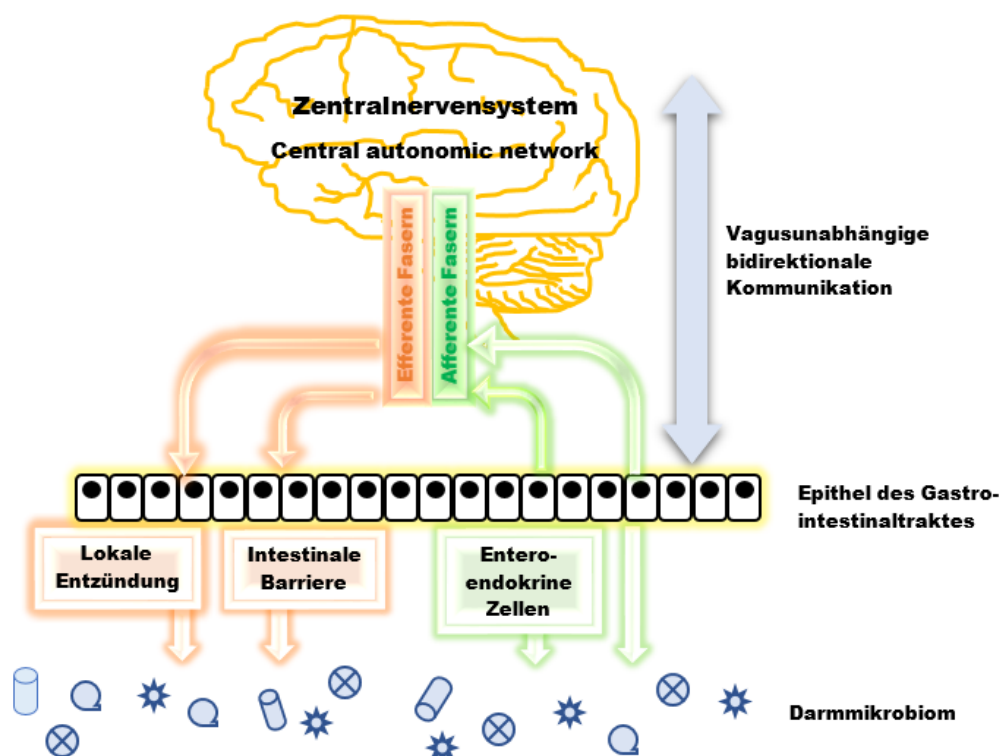 Zentralnervensystem
Central autonomic network
Efferente Fasern
Afferente Fasern
Vagusunabhängige
bidirektionale
Kommunikation
Epithel des Gastro-
intestinaltraktes
Lokale
Entzündung
Intestinale
Barriere
Entero-
endokrine
Zellen
Darmmikrobiom